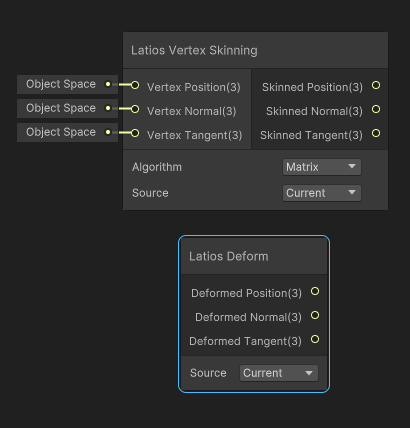 Latios Vertex Skinning
Object Space Vertex Position(3) Skinned Position(3)
Object Space Vertex Normal(3) Skinned Normal(3)
Object Space Vertex Tangent(3) Skinned Tangent(3)
Algorithm Matrix
Source Current
Latios Deform
Deformed Position(3)
Deformed Normal(3)
Deformed Tangent(3)
Source Current